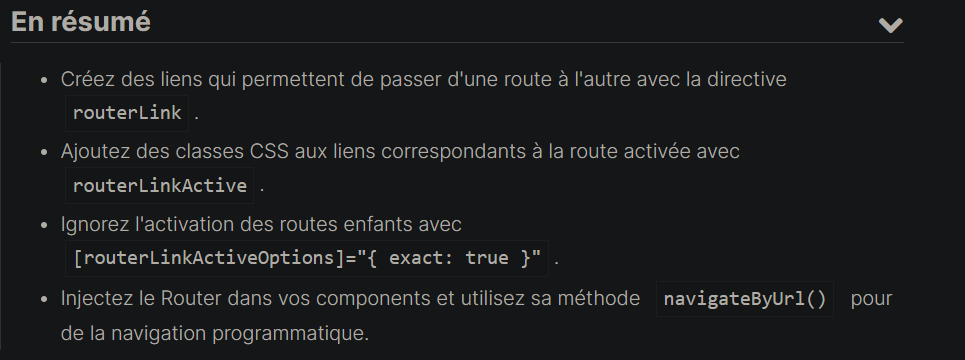 En résumé
• Créez des liens qui permettent de passer d'une route à l'autre avec la directive
routerLink .
• Ajoutez des classes CSS aux liens correspondants à la route activée avec
routerLinkActive .
• Ignorez l'activation des routes enfants avec
[routerLinkActiveOptions]="{ exact: true }" .
• Injectez le Router dans vos components et utilisez sa méthode navigateByUrl() pour
de la navigation programmatique.